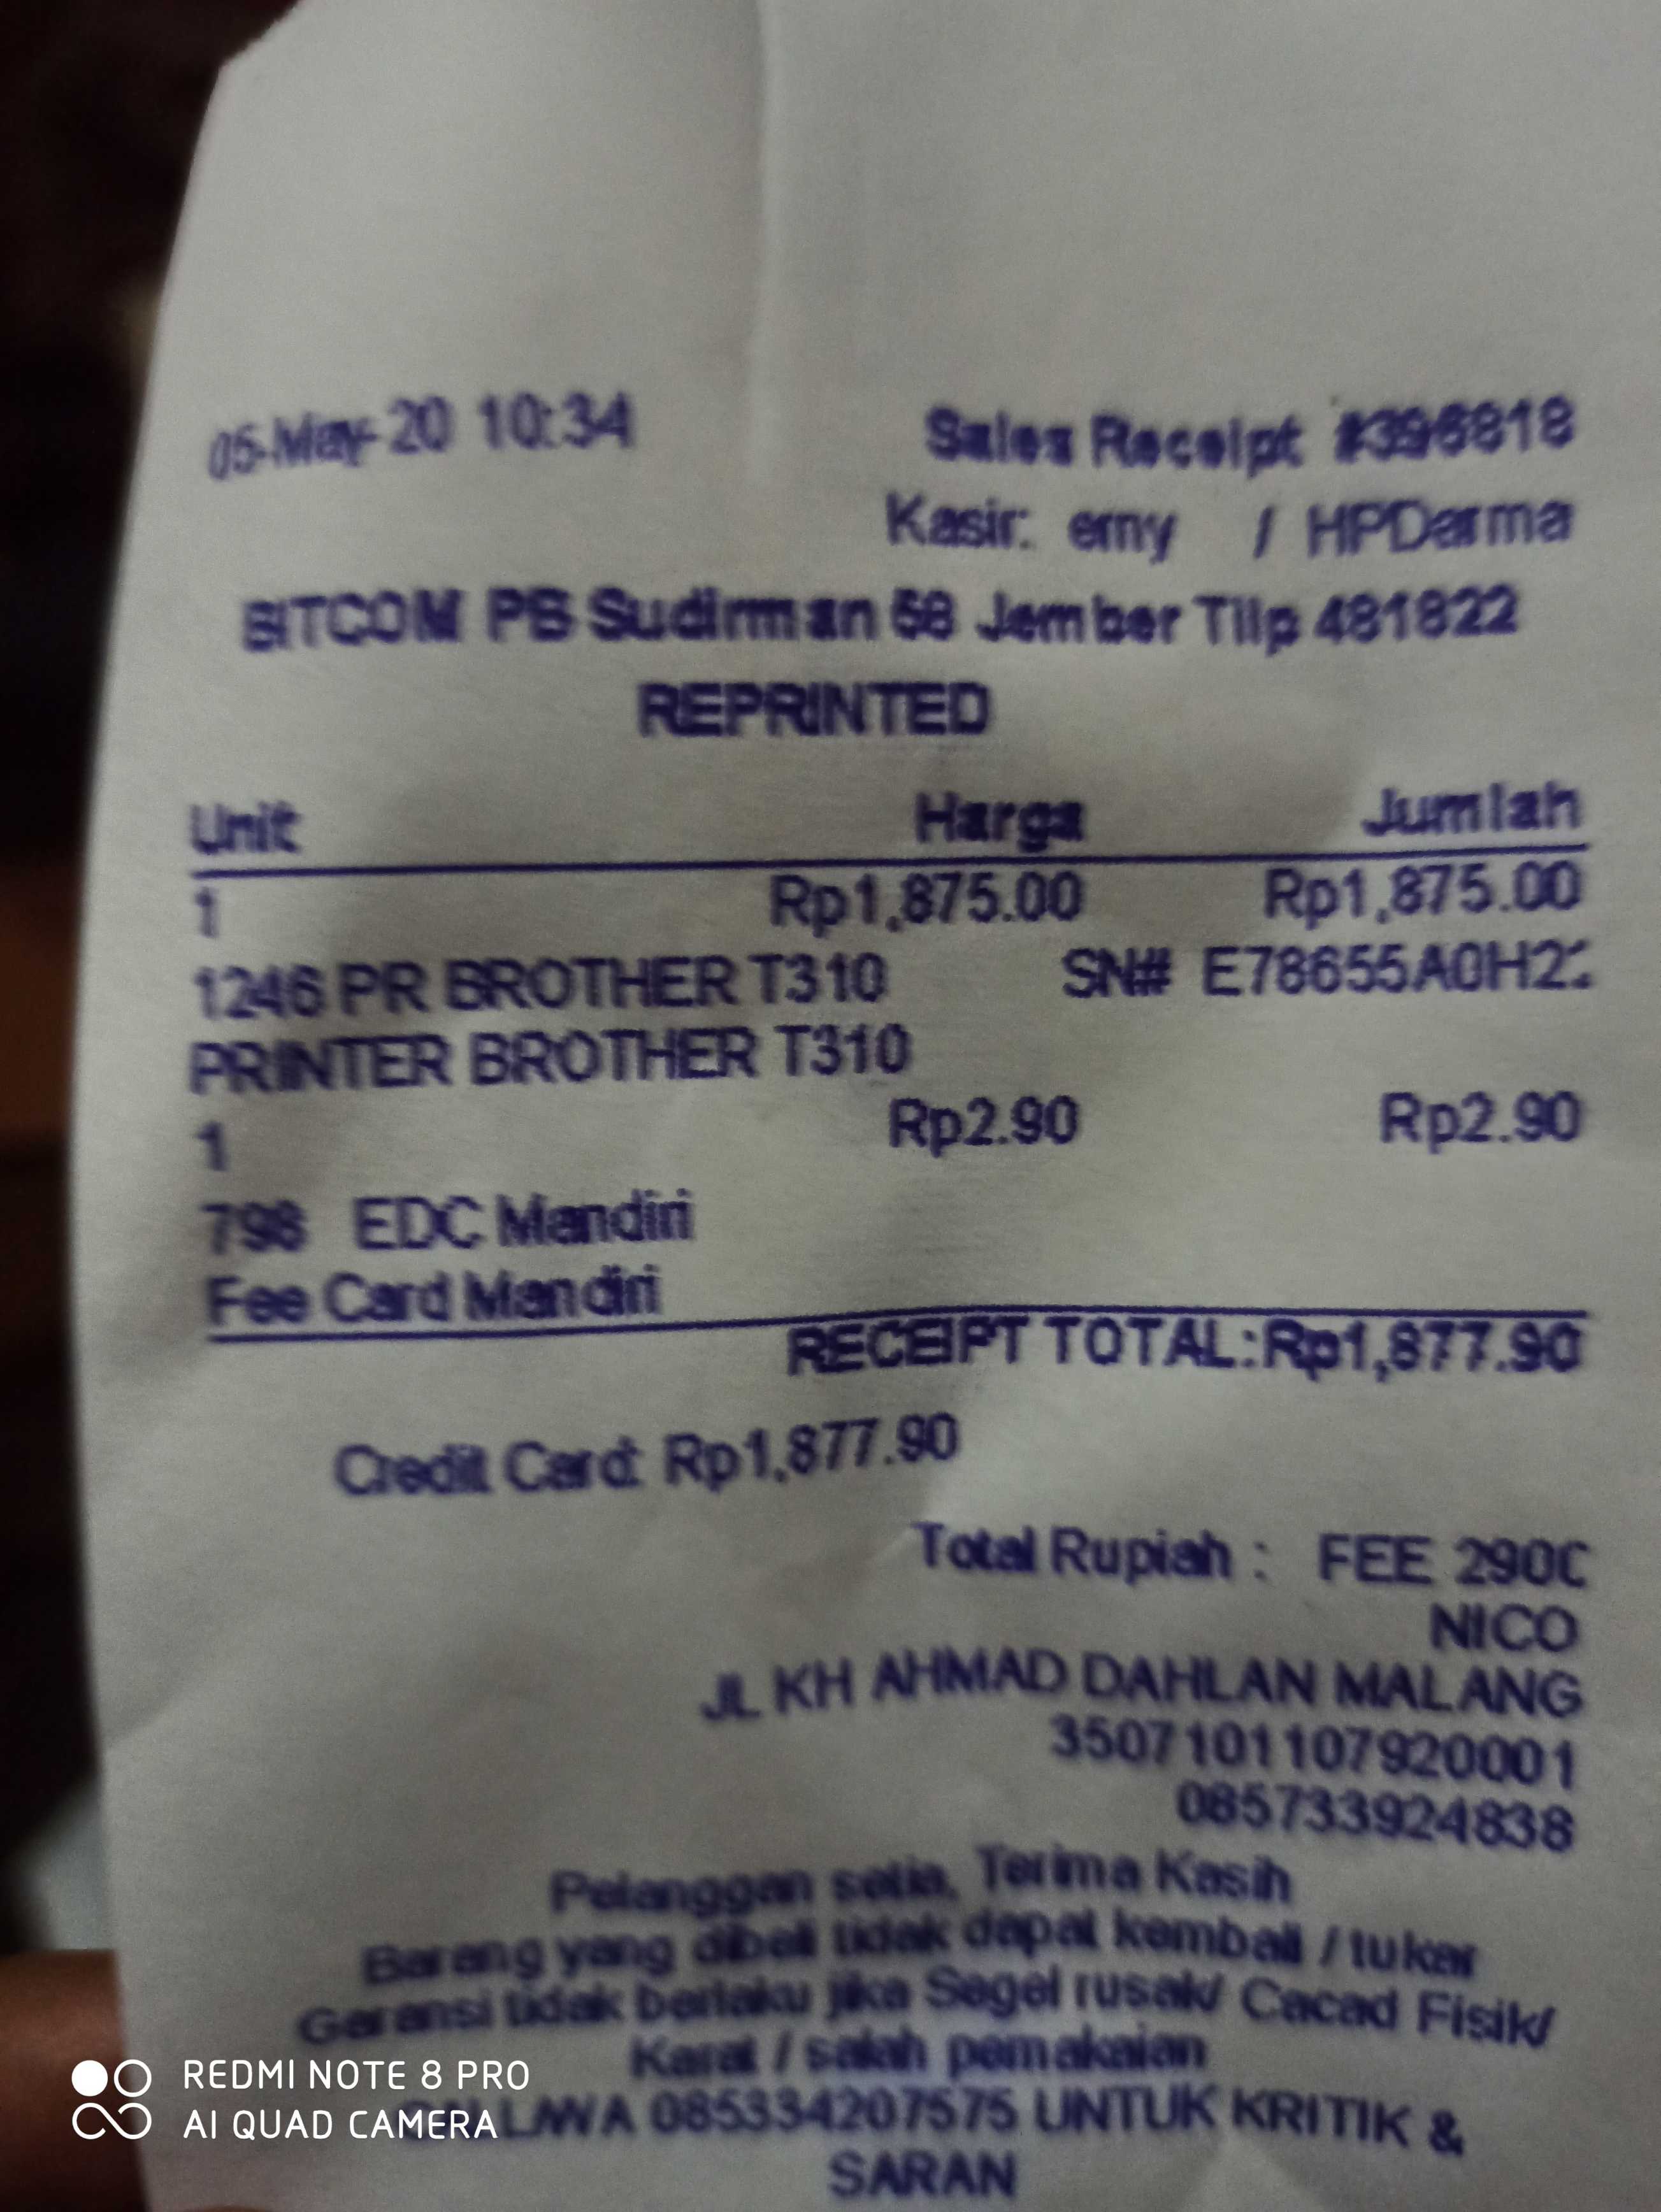 05-May-20 10:34 Sales Receipt #396818
Kasir: erny / HPDarma
BITCOM PB Sudirman 58 Jember Tllp 481822
REPRINTED
Unit Harga Jumlah
1 Rp1,875.00 Rp1,875.00
1246 PR BROTHER T310 SN# E78655A0H2
PRINTER BROTHER T310
1 Rp2.90 Rp2.90
798 EDC Mandiri
Fee Card Mandiri
RECEIPT TOTAL: Rp1,877.90
Credit Card: Rp1,877.90
Total Rupiah : FEE 290
NICO
JL KH AHMAD DAHLAN MALANG
3507101107920001
085733924838
Pelanggan setia, Terima Kasih
Barang yang dibeli tidak dapat kembali / tukar
Garansi tidak berlaku jika Segel rusak/ Cacad Fisik/
Karat / salah pemakaian
L/WA 085334207575 UNTUK KRITIK &
SARAN
REDMI NOTE 8 PRO
AI QUAD CAMERA